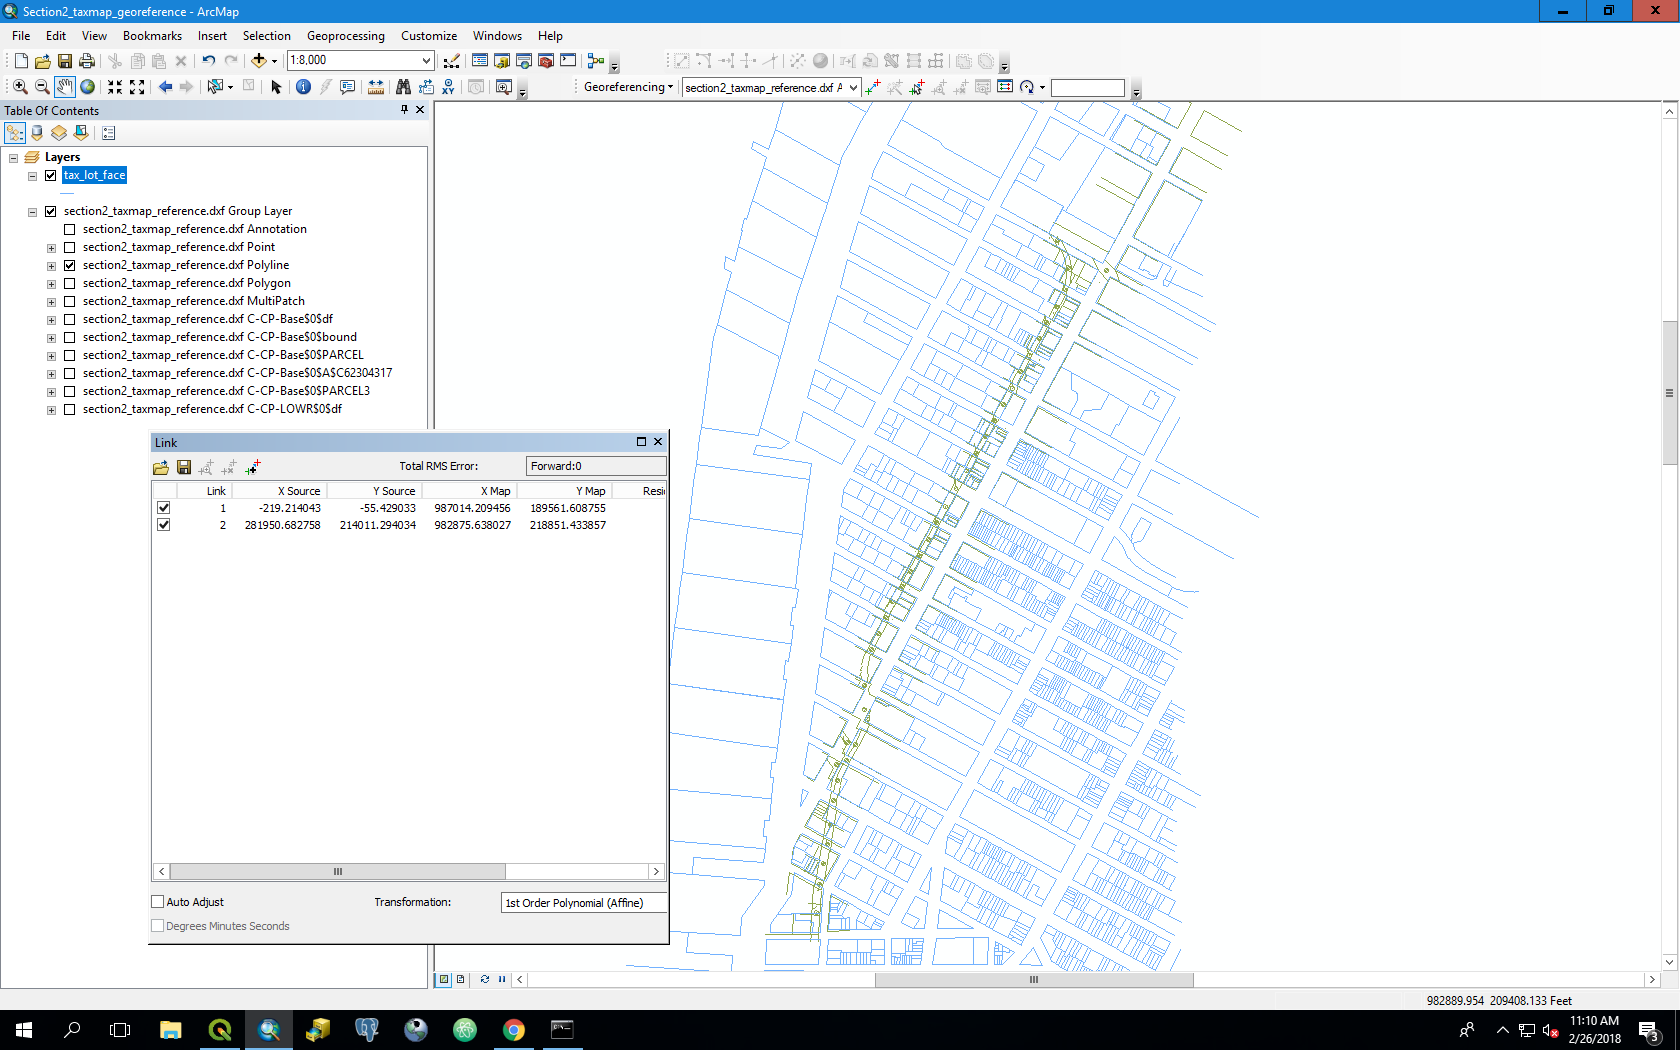 Section2_taxmap_georeference - ArcMap
File Edit View Bookmarks Insert Selection Geoprocessing Customize Windows Help
1:8,000
Georeferencing section2_taxmap_reference.dxf A
Table Of Contents
Layers
tax_lot_face
section2_taxmap_reference.dxf Group Layer
section2_taxmap_reference.dxf Annotation
section2_taxmap_reference.dxf Point
section2_taxmap_reference.dxf Polyline
section2_taxmap_reference.dxf Polygon
section2_taxmap_reference.dxf MultiPatch
section2_taxmap_reference.dxf C-CP-Base$0$df
section2_taxmap_reference.dxf C-CP-Base$0$bound
section2_taxmap_reference.dxf C-CP-Base$0$PARCEL
section2_taxmap_reference.dxf C-CP-Base$0$A$C62304317
section2_taxmap_reference.dxf C-CP-Base$0$PARCEL3
section2_taxmap_reference.dxf C-CP-LOWR$0$df
Link
Total RMS Error: Forward:0
Link X Source Y Source X Map Y Map Resi
1 -219.214043 -55.429033 987014.209456 189561.608755
2 281950.682758 214011.294034 982875.638027 218851.433857
Auto Adjust Transformation: 1st Order Polynomial (Affine)
Degrees Minutes Seconds
982889.954 209408.133 Feet
11:10 AM
2/26/2018
3